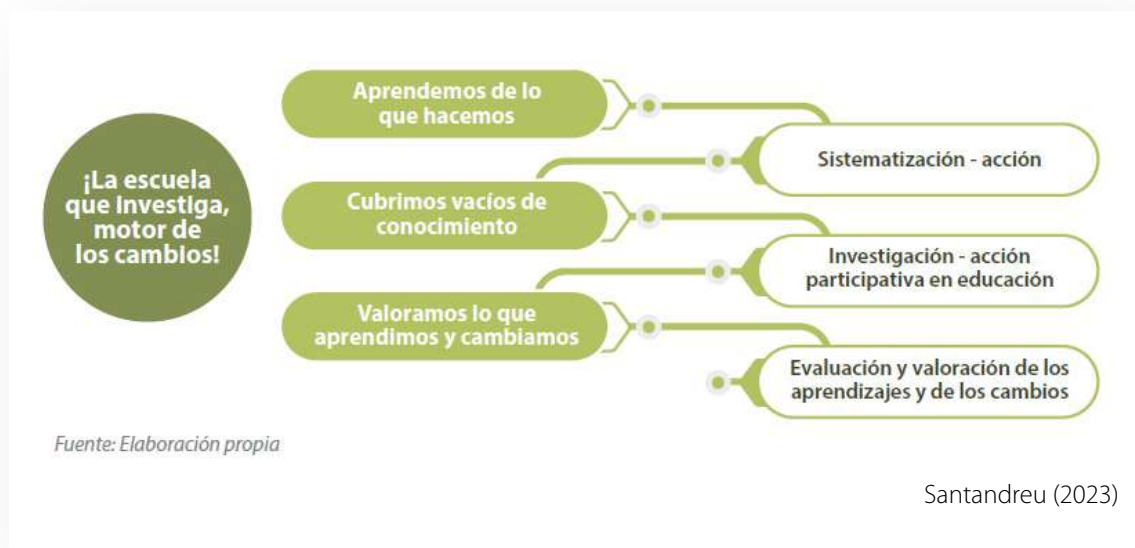 ¡La escuela
que investiga,
motor de
los cambios!
Aprendemos de lo
que hacemos
Sistematización - acción
Cubrimos vacíos de
conocimiento
Investigación - acción
participativa en educación
Valoramos lo que
aprendimos y cambiamos
Evaluación y valoración de los
aprendizajes y de los cambios
Fuente: Elaboración propia
Santandreu (2023)